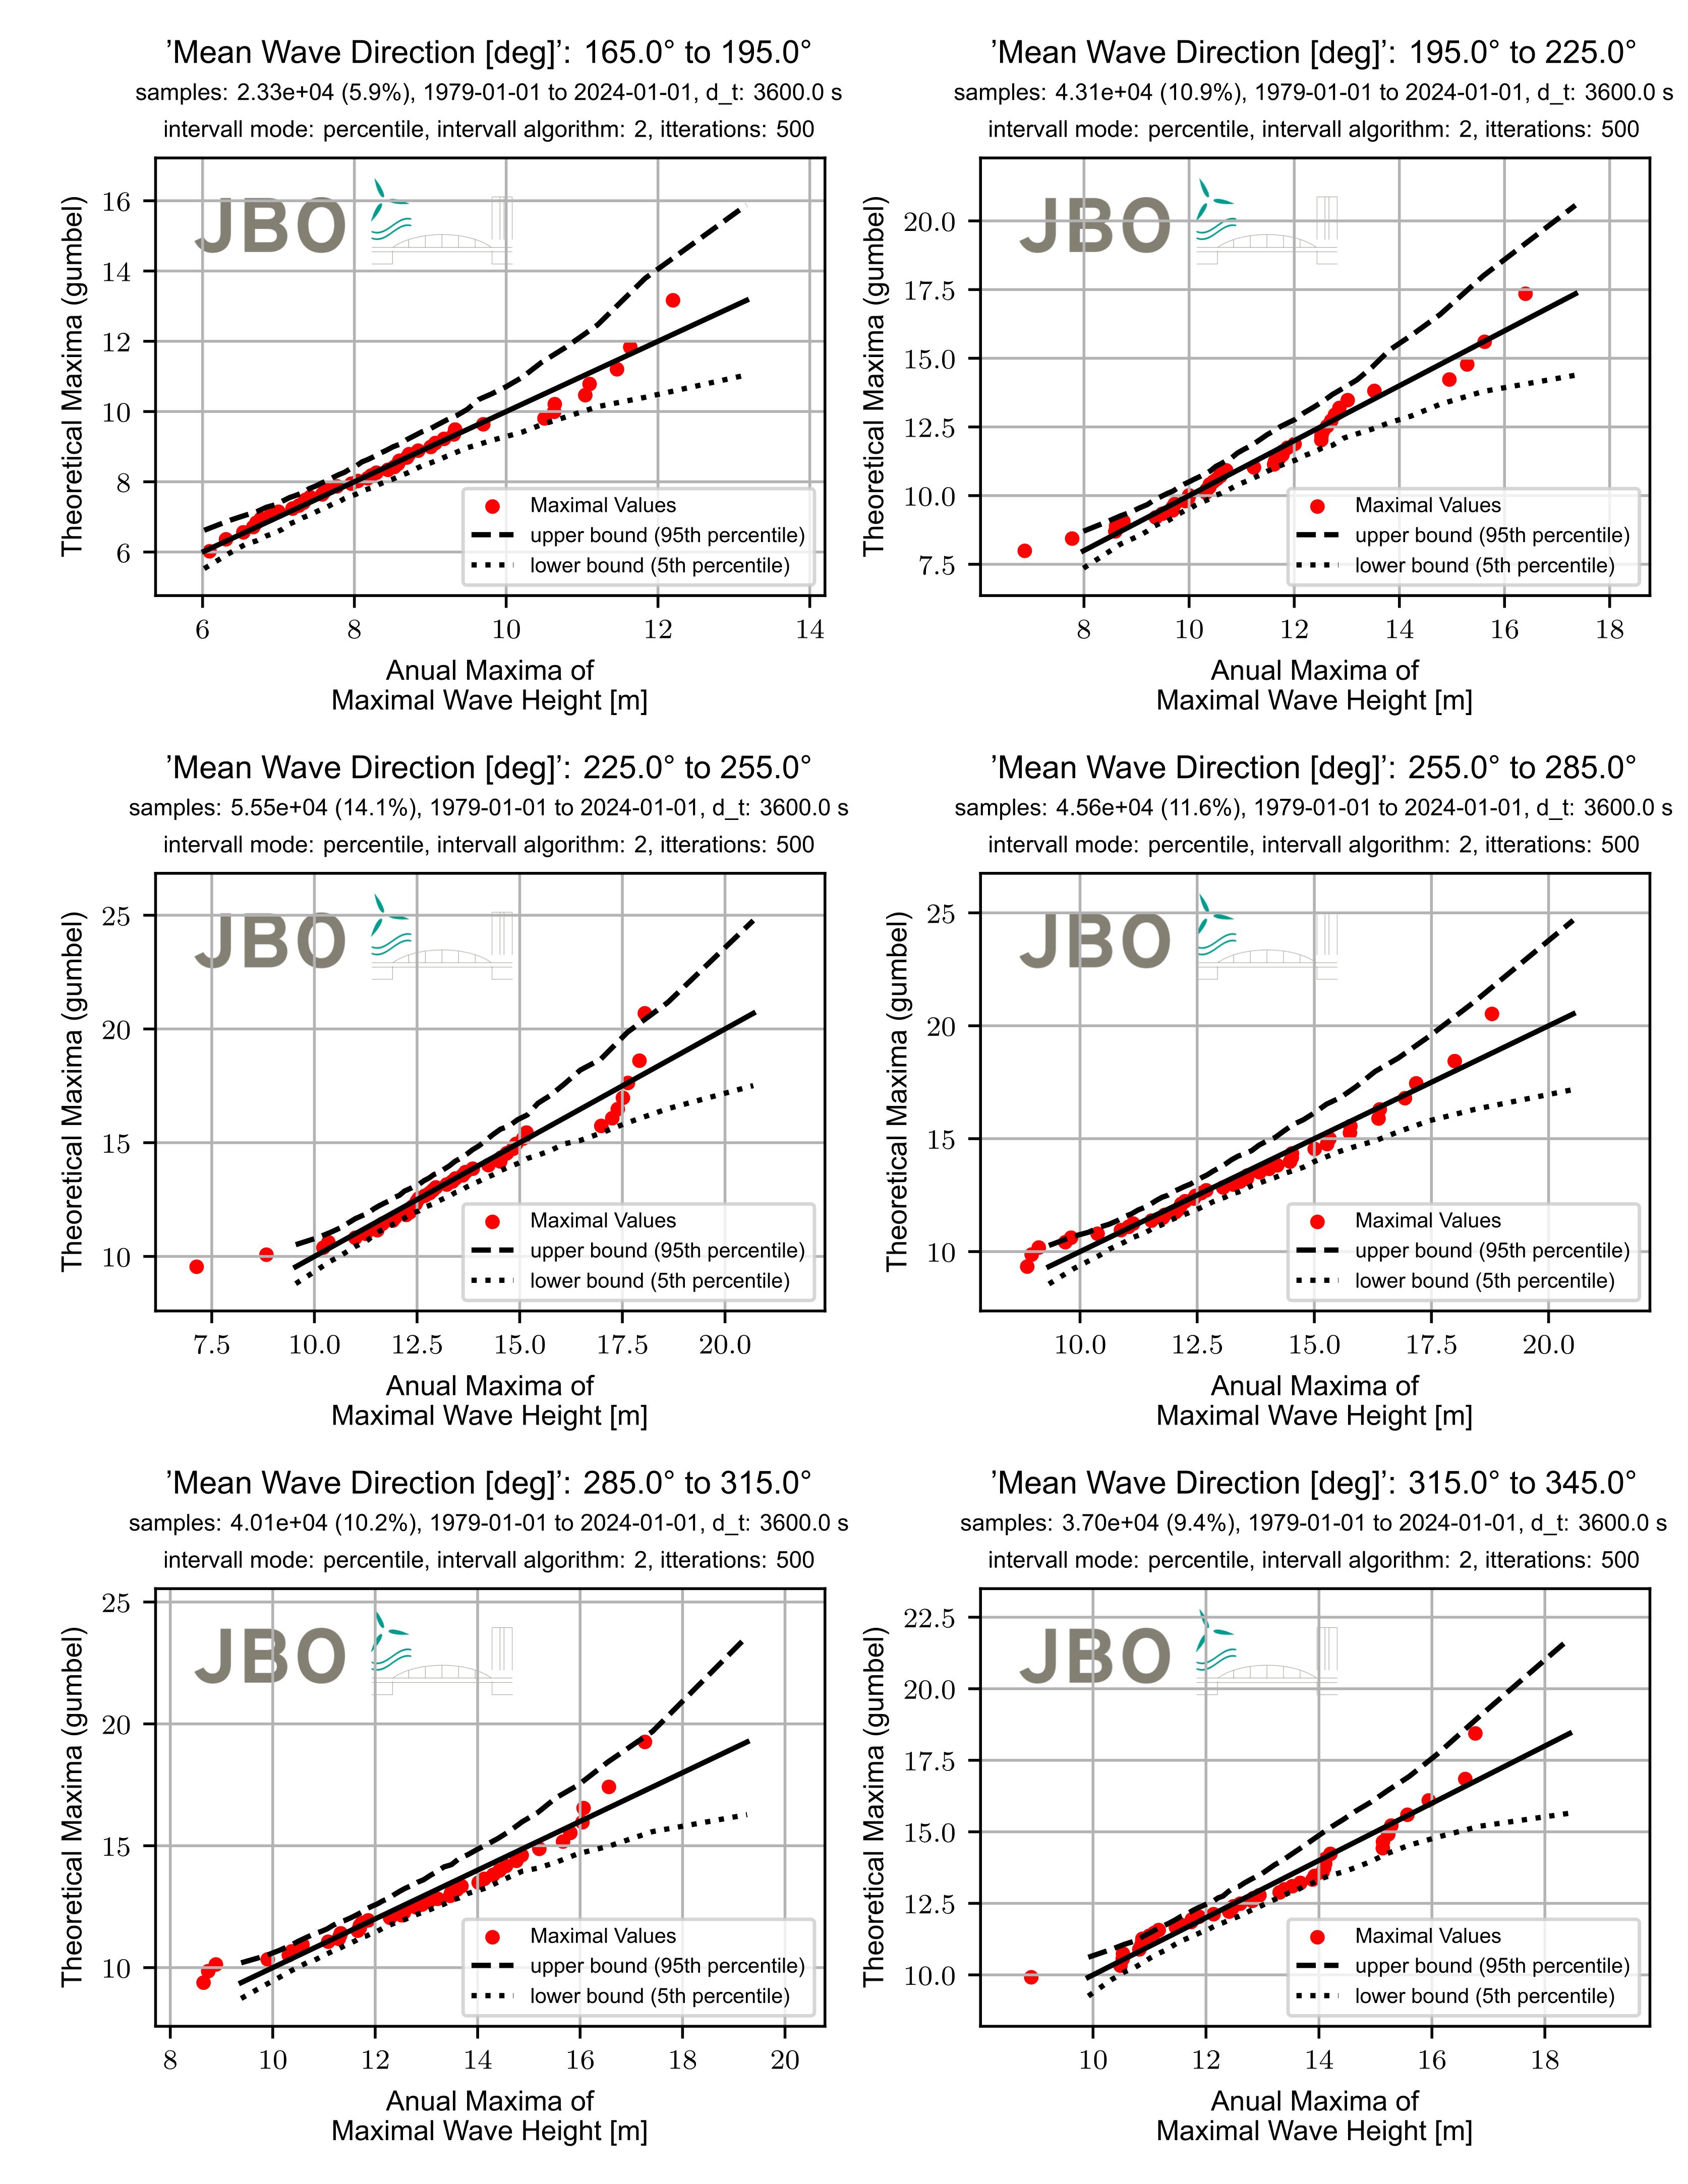 'Mean Wave Direction [deg]': 165.0° to 195.0°
samples: 2.33e+04 (5.9%), 1979-01-01 to 2024-01-01, d_t: 3600.0 s
intervall mode: percentile, intervall algorithm: 2, itterations: 500
Theoretical Maxima (gumbel)
16
14
12
10
8
6
JBO
Maximal Values
upper bound (95th percentile)
lower bound (5th percentile)
6 8 10 12 14
Anual Maxima of
Maximal Wave Height [m]
'Mean Wave Direction [deg]': 195.0° to 225.0°
samples: 4.31e+04 (10.9%), 1979-01-01 to 2024-01-01, d_t: 3600.0 s
intervall mode: percentile, intervall algorithm: 2, itterations: 500
Theoretical Maxima (gumbel)
20.0
17.5
15.0
12.5
10.0
7.5
JBO
Maximal Values
upper bound (95th percentile)
lower bound (5th percentile)
8 10 12 14 16 18
Anual Maxima of
Maximal Wave Height [m]
'Mean Wave Direction [deg]': 225.0° to 255.0°
samples: 5.55e+04 (14.1%), 1979-01-01 to 2024-01-01, d_t: 3600.0 s
intervall mode: percentile, intervall algorithm: 2, itterations: 500
Theoretical Maxima (gumbel)
25
20
15
10
JBO
Maximal Values
upper bound (95th percentile)
lower bound (5th percentile)
7.5 10.0 12.5 15.0 17.5 20.0
Anual Maxima of
Maximal Wave Height [m]
'Mean Wave Direction [deg]': 255.0° to 285.0°
samples: 4.56e+04 (11.6%), 1979-01-01 to 2024-01-01, d_t: 3600.0 s
intervall mode: percentile, intervall algorithm: 2, itterations: 500
Theoretical Maxima (gumbel)
25
20
15
10
JBO
Maximal Values
upper bound (95th percentile)
lower bound (5th percentile)
10.0 12.5 15.0 17.5 20.0
Anual Maxima of
Maximal Wave Height [m]
'Mean Wave Direction [deg]': 285.0° to 315.0°
samples: 4.01e+04 (10.2%), 1979-01-01 to 2024-01-01, d_t: 3600.0 s
intervall mode: percentile, intervall algorithm: 2, itterations: 500
Theoretical Maxima (gumbel)
25
20
15
10
JBO
Maximal Values
upper bound (95th percentile)
lower bound (5th percentile)
8 10 12 14 16 18 20
Anual Maxima of
Maximal Wave Height [m]
'Mean Wave Direction [deg]': 315.0° to 345.0°
samples: 3.70e+04 (9.4%), 1979-01-01 to 2024-01-01, d_t: 3600.0 s
intervall mode: percentile, intervall algorithm: 2, itterations: 500
Theoretical Maxima (gumbel)
22.5
20.0
17.5
15.0
12.5
10.0
JBO
Maximal Values
upper bound (95th percentile)
lower bound (5th percentile)
10 12 14 16 18
Anual Maxima of
Maximal Wave Height [m]